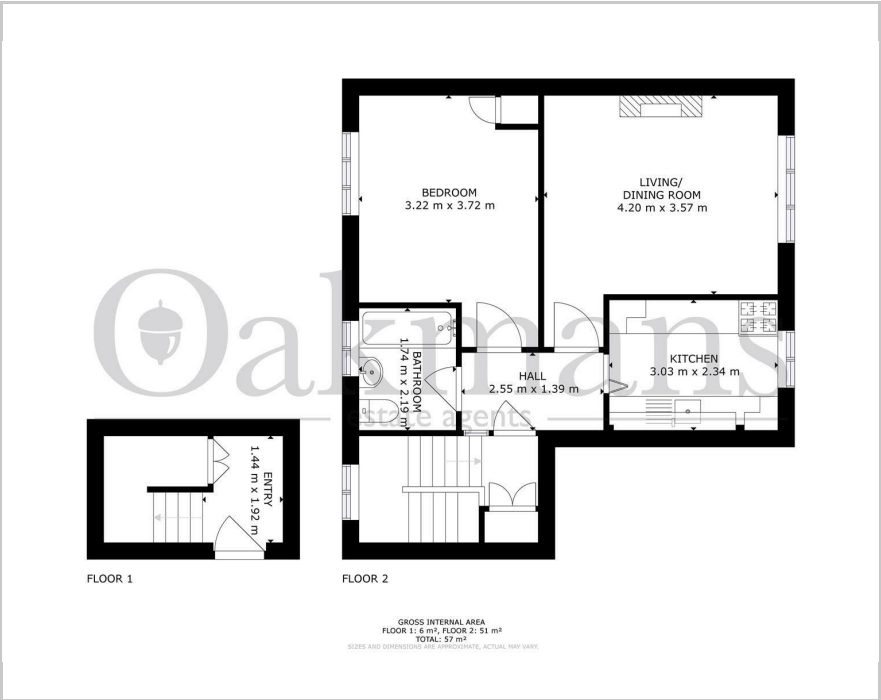 BEDROOM
3.22 m x 3.72 m
LIVING/
DINING ROOM
4.20 m x 3.57 m
Oakmans
estate agents
BATHROOM
1.74 m x 2.19 m
HALL
2.55 m x 1.39 m
KITCHEN
3.03 m x 2.34 m
ENTRY
1.44 m x 1.92 m
FLOOR 1
FLOOR 2
GROSS INTERNAL AREA
FLOOR 1: 6 m², FLOOR 2: 51 m²
TOTAL: 57 m²
SIZES AND DIMENSIONS ARE APPROXIMATE, ACTUAL MAY VARY.